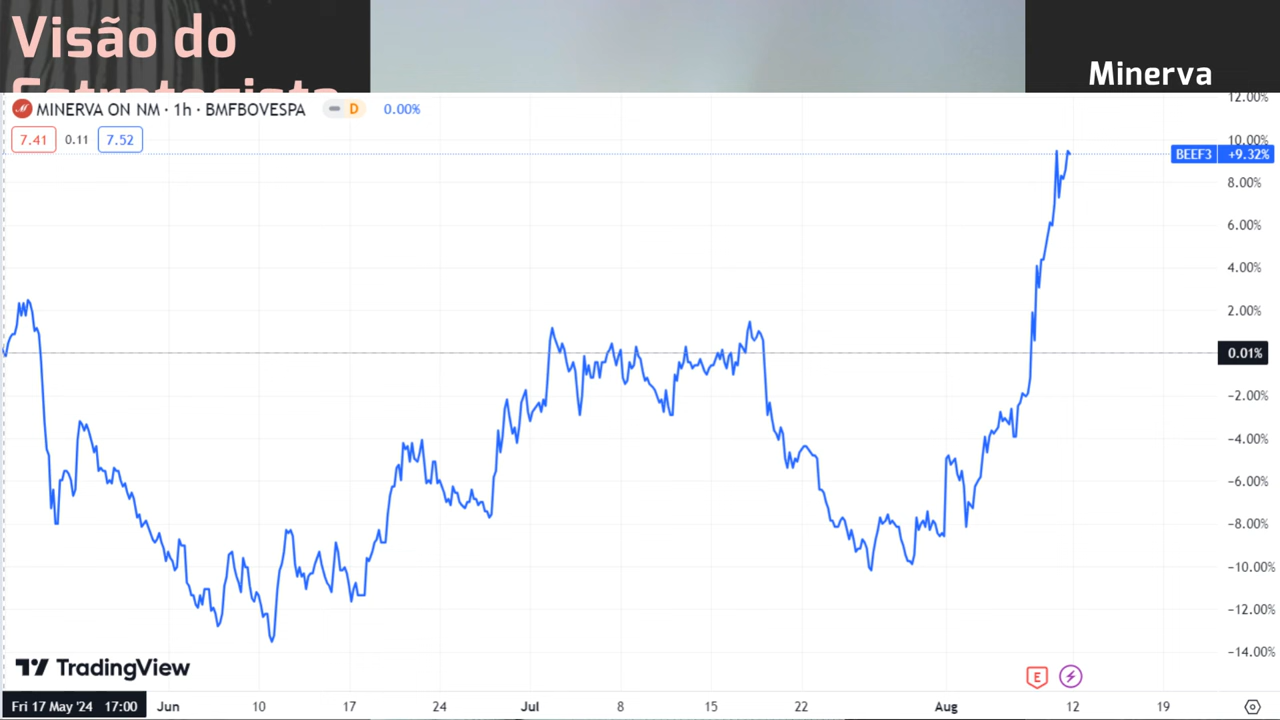 Visão do
Estrategista
Minerva
MINERVA ON NM · 1h · BMFBOVESPA D 0.00%
7.41 0.11 7.52
12.00%
10.00%
BEEF3 +9.32%
8.00%
6.00%
4.00%
2.00%
0.01%
−2.00%
−4.00%
−6.00%
−8.00%
−10.00%
−12.00%
−14.00%
TradingView
E
Fri 17 May '24 17:00 Jun 10 17 24 Jul 8 15 22 Aug 12 19